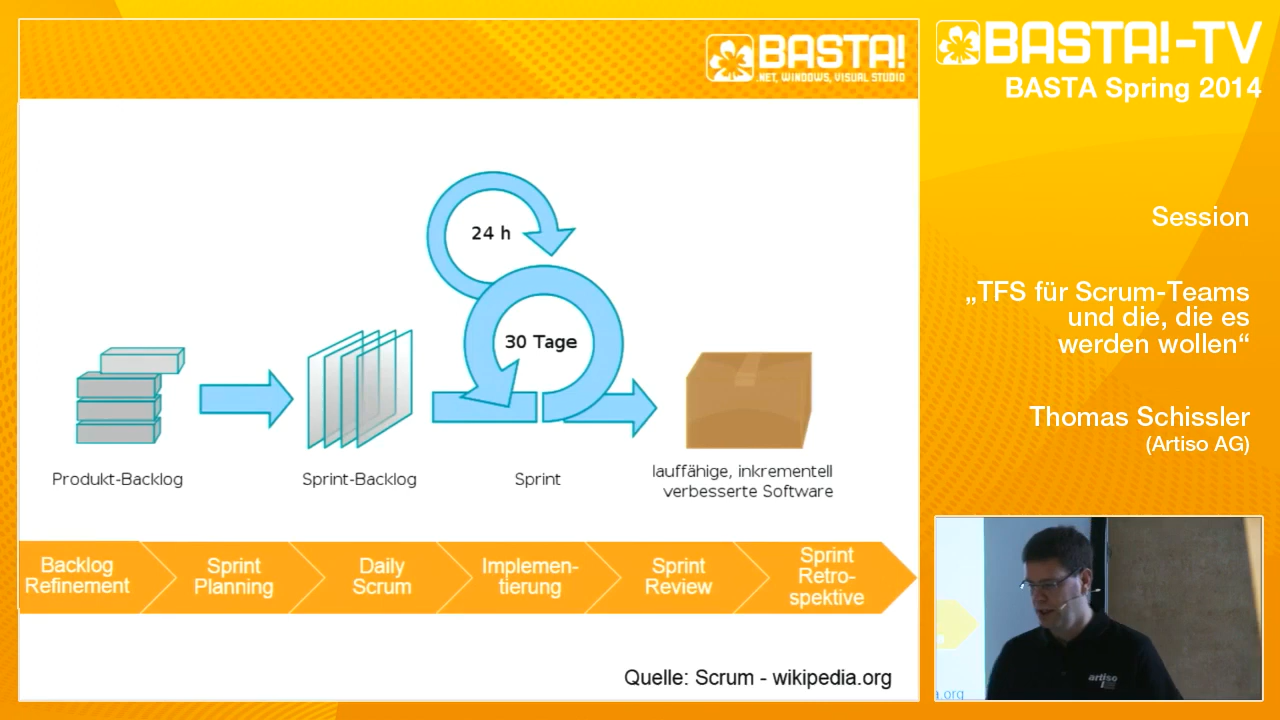 BASTA!
.NET, WINDOWS, VISUAL STUDIO
24 h
30 Tage
Produkt-Backlog
Sprint-Backlog
Sprint
lauffähige, inkrementell
verbesserte Software
Backlog
Refinement
Sprint
Planning
Daily
Scrum
Implemen-
tierung
Sprint
Review
Sprint
Retro-
spektive
Quelle: Scrum - wikipedia.org
BASTA!-TV
BASTA Spring 2014
Session
„TFS für Scrum-Teams
und die, die es
werden wollen“
Thomas Schissler
(Artiso AG)
artiso
a.org